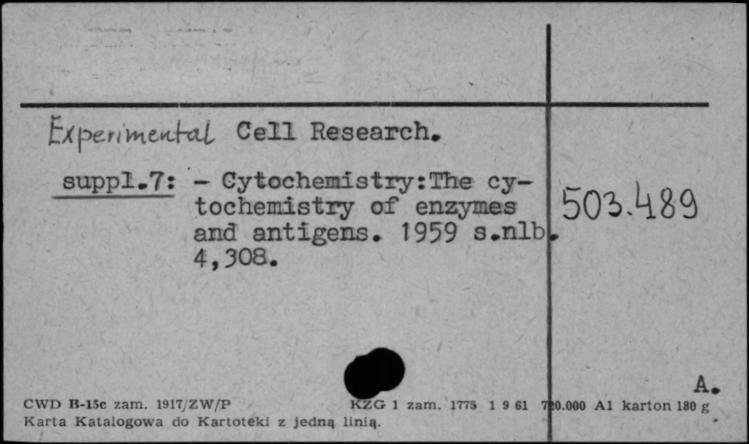 Experimental Cell Research.
suppl.7: - Cytochemistry:The cy-
tochemistry of enzymes
and antigens. 1959 s.nlb.
4,308.
503.489
A.
CWD B-15c zam. 1917/ZW/P KZG 1 zam. 1775 1 9 61 720.000 A1 karton 180 g
Karta Katalogowa do Kartoteki z jedną linią.